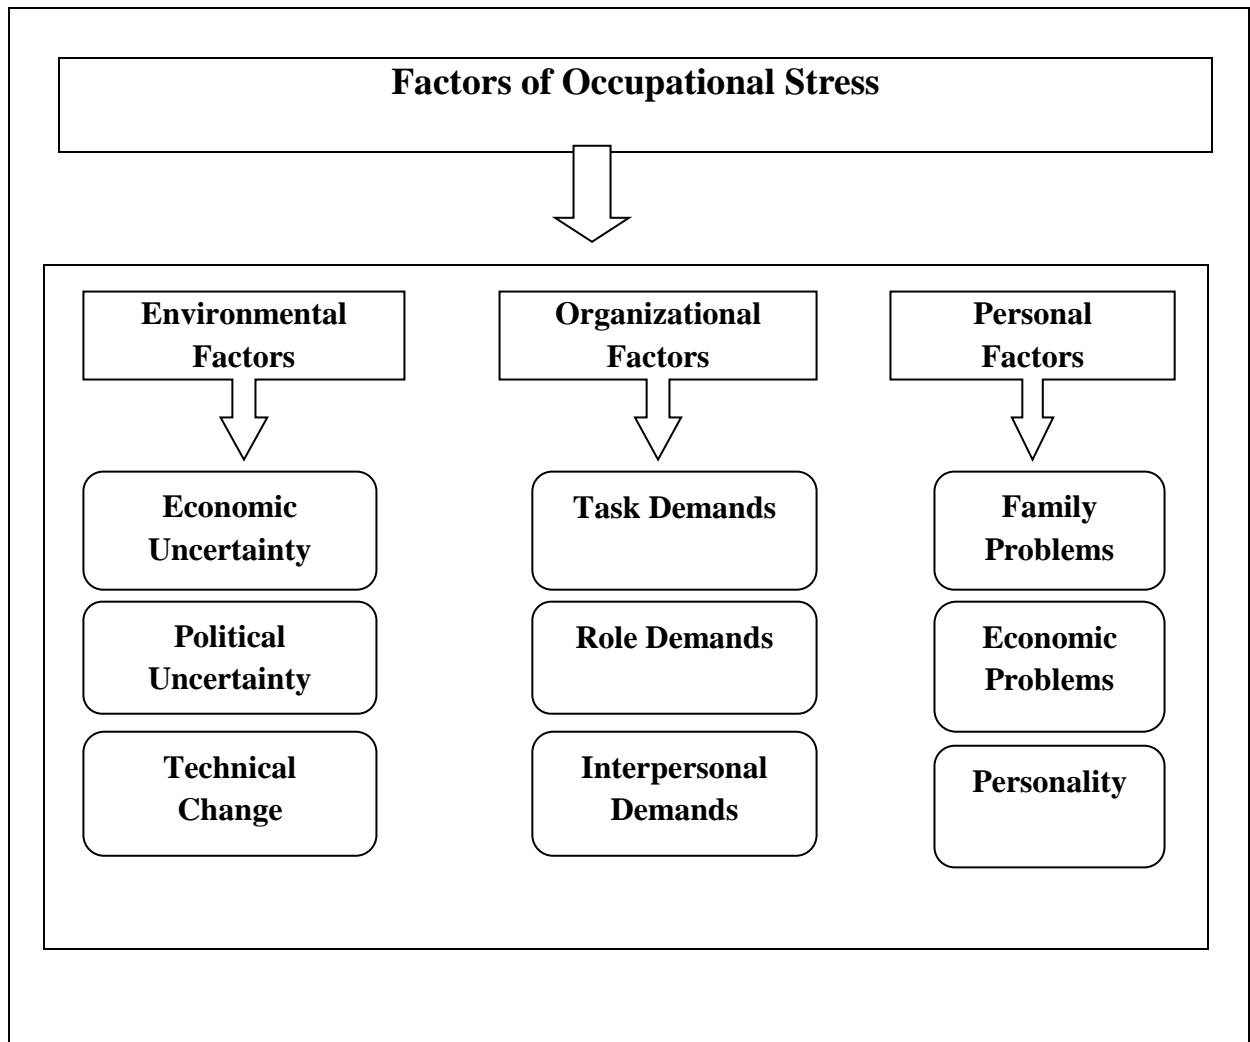 Factors of Occupational Stress
Environmental
Factors
Organizational
Factors
Personal
Factors
Economic
Uncertainty
Political
Uncertainty
Technical
Change
Task Demands
Role Demands
Interpersonal
Demands
Family
Problems
Economic
Problems
Personality